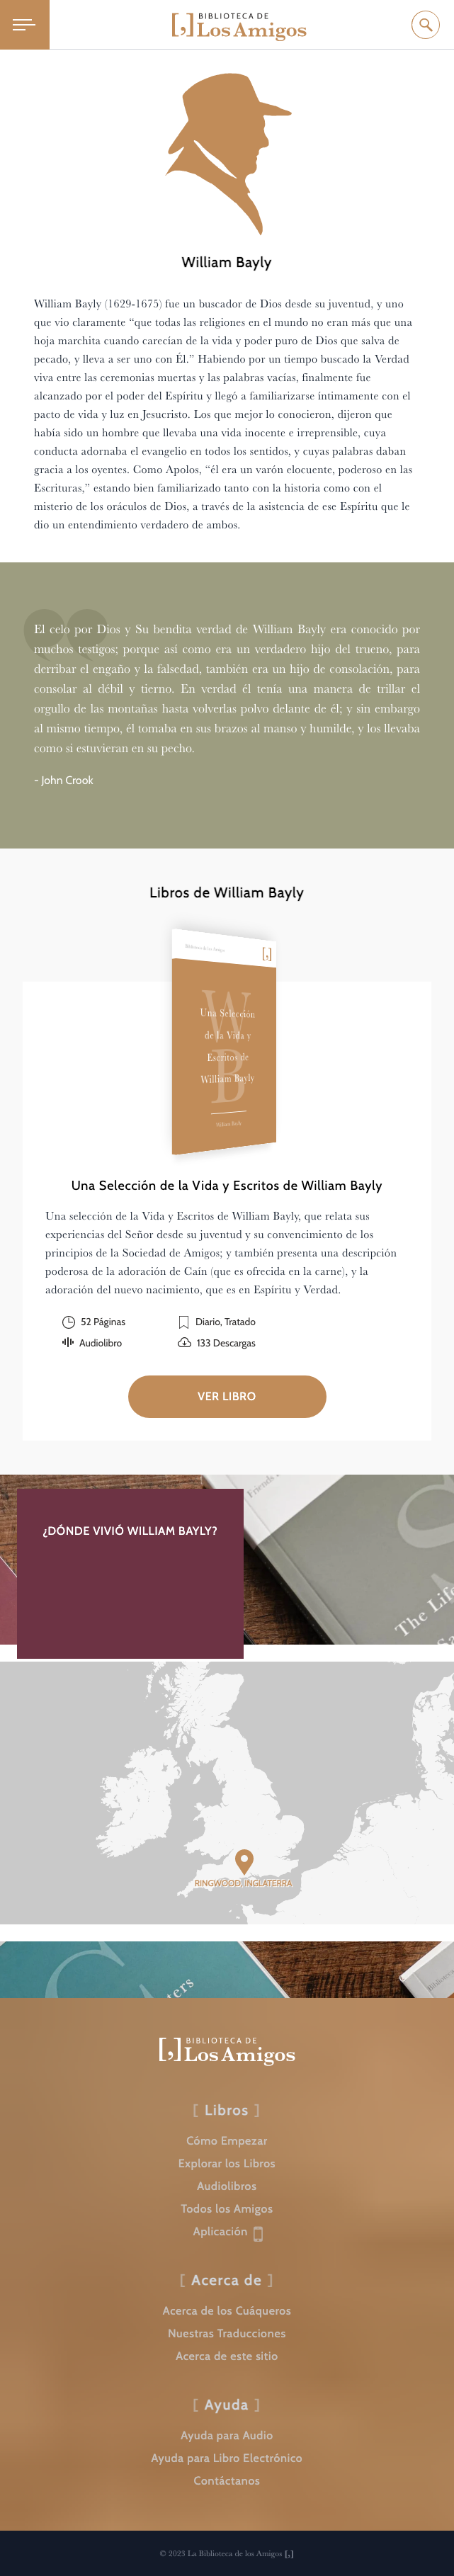 BIBLIOTECA DE
[,] Los Amigos
William Bayly
William Bayly (1629-1675) fue un buscador de Dios desde su juventud, y uno
que vio claramente “que todas las religiones en el mundo no eran más que una
hoja marchita cuando carecían de la vida y poder puro de Dios que salva de
pecado, y lleva a ser uno con Él.” Habiendo por un tiempo buscado la Verdad
viva entre las ceremonias muertas y las palabras vacías, finalmente fue
alcanzado por el poder del Espíritu y llegó a familiarizarse íntimamente con el
pacto de vida y luz en Jesucristo. Los que mejor lo conocieron, dijeron que
había sido un hombre que llevaba una vida inocente e irreprensible, cuya
conducta adornaba el evangelio en todos los sentidos, y cuyas palabras daban
gracia a los oyentes. Como Apolos, “él era un varón elocuente, poderoso en las
Escrituras,” estando bien familiarizado tanto con la historia como con el
misterio de los oráculos de Dios, a través de la asistencia de ese Espíritu que le
dio un entendimiento verdadero de ambos.
El celo por Dios y Su bendita verdad de William Bayly era conocido por
muchos testigos; porque así como era un verdadero hijo del trueno, para
derribar el engaño y la falsedad, también era un hijo de consolación, para
consolar al débil y tierno. En verdad él tenía una manera de trillar el
orgullo de las montañas hasta volverlas polvo delante de él; y sin embargo
al mismo tiempo, él tomaba en sus brazos al manso y humilde, y los llevaba
como si estuvieran en su pecho.
- John Crook
Libros de William Bayly
Biblioteca de los Amigos [,]
W
B
Una Selección
de la Vida y
Escritos de
William Bayly
William Bayly
Una Selección de la Vida y Escritos de William Bayly
Una selección de la Vida y Escritos de William Bayly, que relata sus
experiencias del Señor desde su juventud y su convencimiento de los
principios de la Sociedad de Amigos; y también presenta una descripción
poderosa de la adoración de Caín (que es ofrecida en la carne), y la
adoración del nuevo nacimiento, que es en Espíritu y Verdad.
52 Páginas Diario, Tratado
Audiolibro 133 Descargas
VER LIBRO
¿DÓNDE VIVIÓ WILLIAM BAYLY?
Friends
The Life
RINGWOOD, INGLATERRA
BIBLIOTECA DE
[,] Los Amigos
[ Libros ]
Cómo Empezar
Explorar los Libros
Audiolibros
Todos los Amigos
Aplicación
[ Acerca de ]
Acerca de los Cuáqueros
Nuestras Traducciones
Acerca de este sitio
[ Ayuda ]
Ayuda para Audio
Ayuda para Libro Electrónico
Contáctanos
© 2023 La Biblioteca de los Amigos [,]